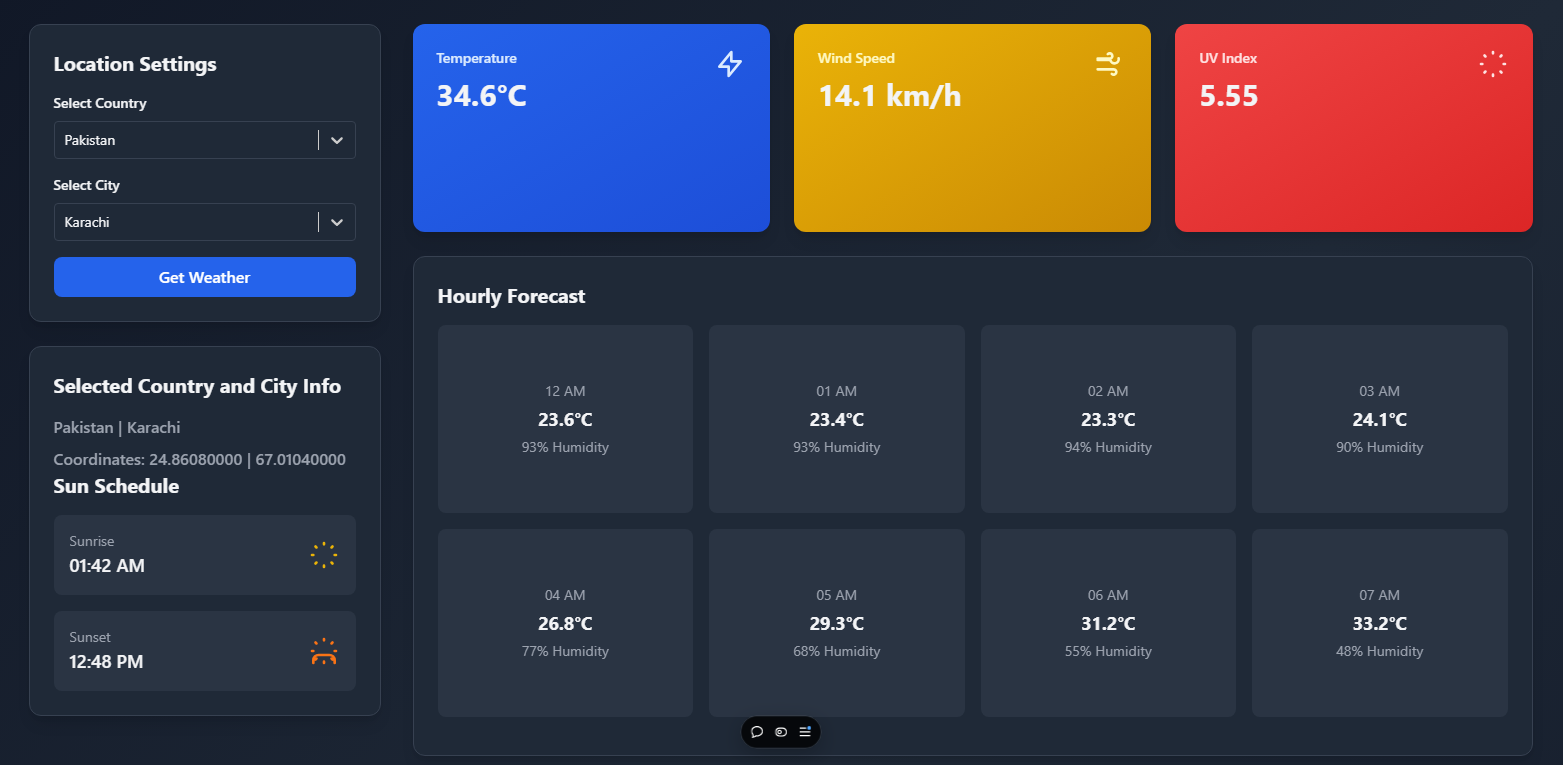 Location Settings
Select Country
Pakistan
Select City
Karachi
Get Weather
Selected Country and City Info
Pakistan | Karachi
Coordinates: 24.86080000 | 67.01040000
Sun Schedule
Sunrise
01:42 AM
Sunset
12:48 PM
Temperature
34.6°C
Wind Speed
14.1 km/h
UV Index
5.55
Hourly Forecast
12 AM
23.6°C
93% Humidity
01 AM
23.4°C
93% Humidity
02 AM
23.3°C
94% Humidity
03 AM
24.1°C
90% Humidity
04 AM
26.8°C
77% Humidity
05 AM
29.3°C
68% Humidity
06 AM
31.2°C
55% Humidity
07 AM
33.2°C
48% Humidity